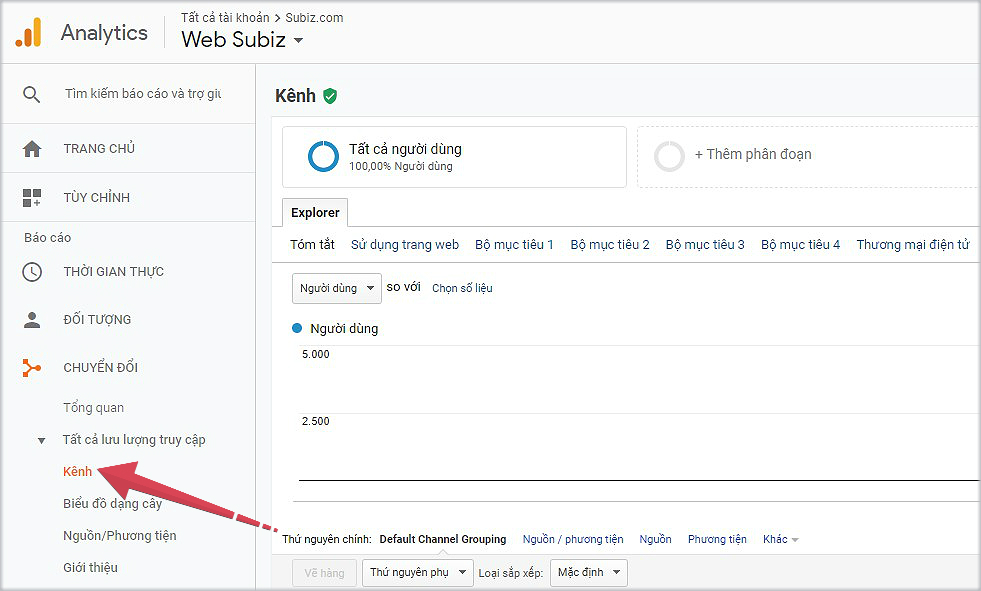 Analytics
Tất cả tài khoản > Subiz.com
Web Subiz
Tìm kiếm báo cáo và trợ giú
TRANG CHỦ
TÙY CHỈNH
Báo cáo
THỜI GIAN THỰC
ĐỐI TƯỢNG
CHUYỂN ĐỔI
Tổng quan
Tất cả lưu lượng truy cập
Kênh
Biểu đồ dạng cây
Nguồn/Phương tiện
Giới thiệu
Kênh
Tất cả người dùng
100,00% Người dùng
+ Thêm phân đoạn
Explorer
Tóm tắt Sử dụng trang web Bộ mục tiêu 1 Bộ mục tiêu 2 Bộ mục tiêu 3 Bộ mục tiêu 4 Thương mại điện tử
Người dùng so với Chọn số liệu
Người dùng
5.000
2.500
Thứ nguyên chính: Default Channel Grouping Nguồn / phương tiện Nguồn Phương tiện Khác
Vẽ hàng Thứ nguyên phụ Loại sắp xếp: Mặc định